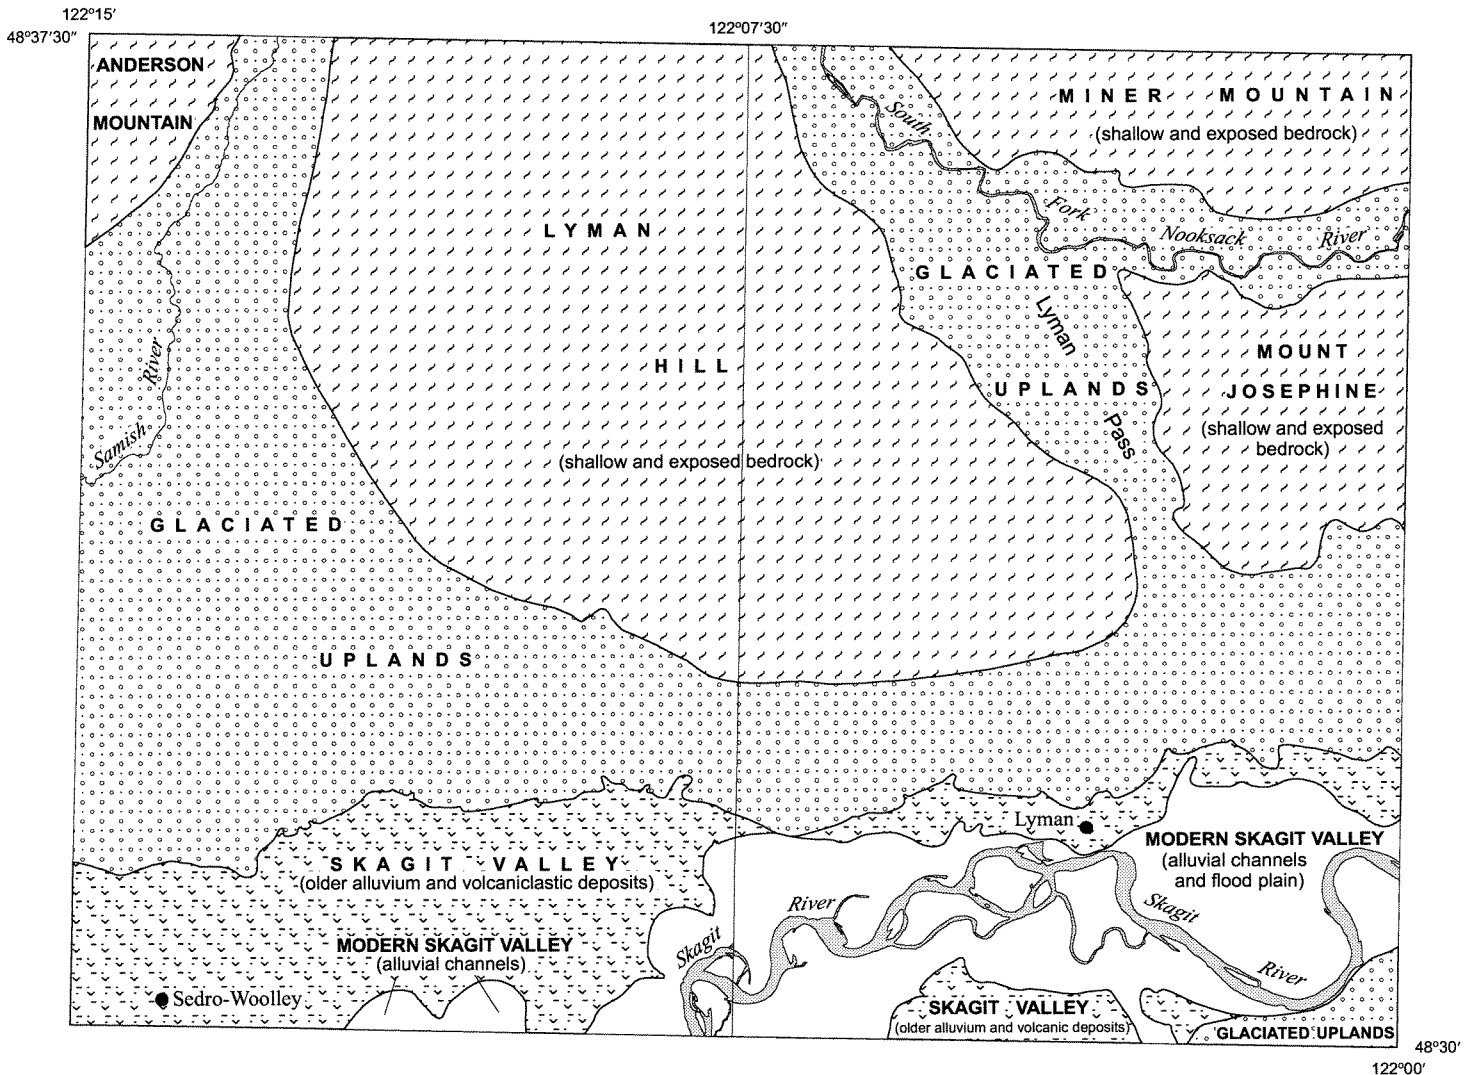 122°15′
122°07′30″
48°37′30″
ANDERSON
MOUNTAIN
MINER MOUNTAIN
(shallow and exposed bedrock)
South
Fork
Nooksack
River
LYMAN
HILL
(shallow and exposed bedrock)
GLACIATED
Lyman
UPLANDS
Pass
MOUNT
JOSEPHINE
(shallow and exposed
bedrock)
River
Samish
GLACIATED
UPLANDS
Lyman
MODERN SKAGIT VALLEY
(alluvial channels
and flood plain)
SKAGIT VALLEY
(older alluvium and volcaniclastic deposits)
River
Skagit
Skagit
River
MODERN SKAGIT VALLEY
(alluvial channels)
Sedro-Woolley
SKAGIT VALLEY
(older alluvium and volcanic deposits)
GLACIATED UPLANDS
48°30′
122°00′